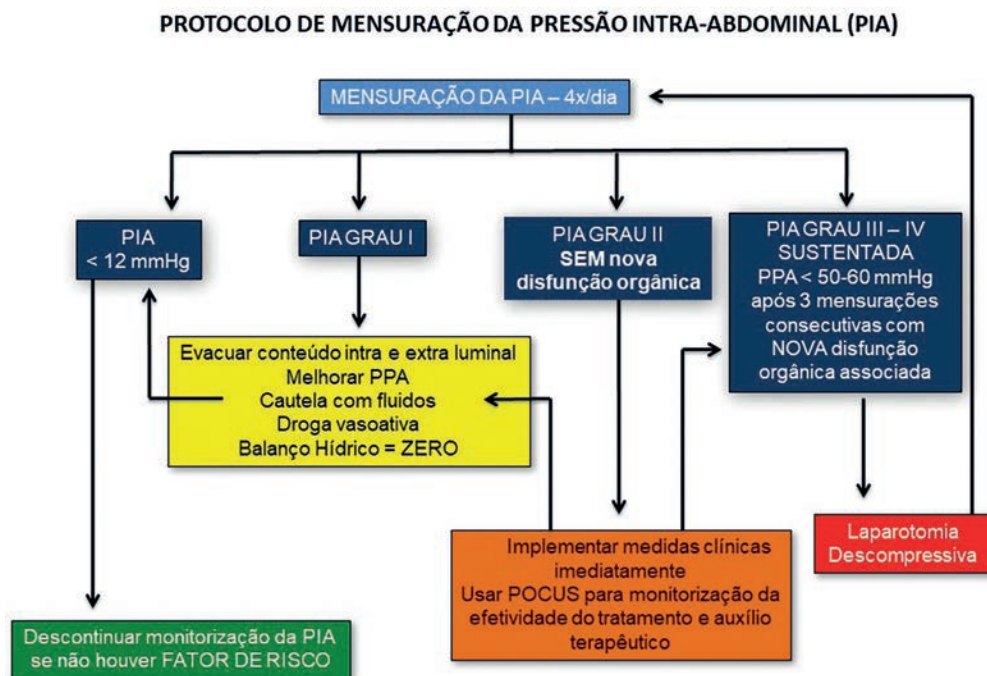 PROTOCOLO DE MENSURAÇÃO DA PRESSÃO INTRA-ABDOMINAL (PIA)
MENSURAÇÃO DA PIA – 4x/dia
PIA
< 12 mmHg
PIA GRAU I
PIA GRAU II
SEM nova
disfunção orgânica
PIA GRAU III – IV
SUSTENTADA
PPA < 50-60 mmHg
após 3 mensurações
consecutivas com
NOVA disfunção
orgânica associada
Evacuar conteúdo intra e extra luminal
Melhorar PPA
Cautela com fluidos
Droga vasoativa
Balanço Hídrico = ZERO
Implementar medidas clínicas
imediatamente
Usar POCUS para monitorização da
efetividade do tratamento e auxílio
terapêutico
Laparotomia
Descompressiva
Descontinuar monitorização da PIA
se não houver FATOR DE RISCO